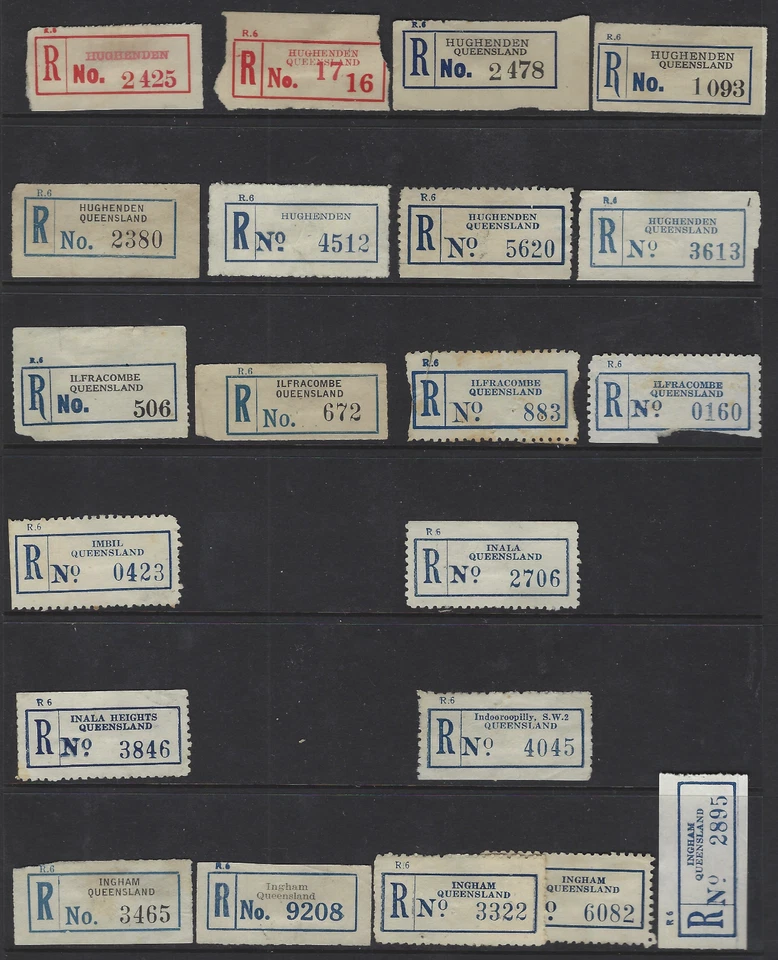 R.6
R HUGHENDEN
No. 2425
R.6
R HUGHENDEN
QUEENSLAND
No. 1716
R.6
R HUGHENDEN
QUEENSLAND
No. 2478
R.6
R HUGHENDEN
QUEENSLAND
No. 1093
R.6
R HUGHENDEN
QUEENSLAND
No. 2380
R.6
R HUGHENDEN
Nº 4512
R.6
R HUGHENDEN
QUEENSLAND
Nº 5620
R.6
R HUGHENDEN
QUEENSLAND
Nº 3613
R.6
R ILFRACOMBE
QUEENSLAND
No. 506
R.6
R ILFRACOMBE
QUEENSLAND
No. 672
R.6
R ILFRACOMBE
QUEENSLAND
Nº 883
R.6
R ILFRACOMBE
QUEENSLAND
Nº 0160
R.6
R IMBIL
QUEENSLAND
Nº 0423
R.6
R INALA
QUEENSLAND
Nº 2706
R 6
R INALA HEIGHTS
QUEENSLAND
Nº 3846
R.6
R Indooroopilly, S.W.2
QUEENSLAND
Nº 4045
R.6
R INGHAM
QUEENSLAND
No. 3465
R.6
R Ingham
Queensland
No. 9208
R.6
R INGHAM
QUEENSLAND
Nº 3322
INGHAM
QUEENSLAND
º 6082
R 6
R INGHAM
QUEENSLAND
Nº 2895